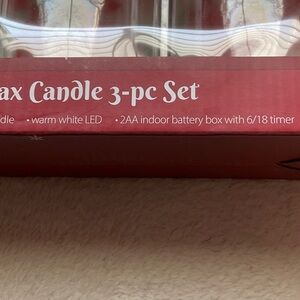 ax Candle 3-pc Set
dle • warm white LED • 2AA indoor battery box with 6/18 timer